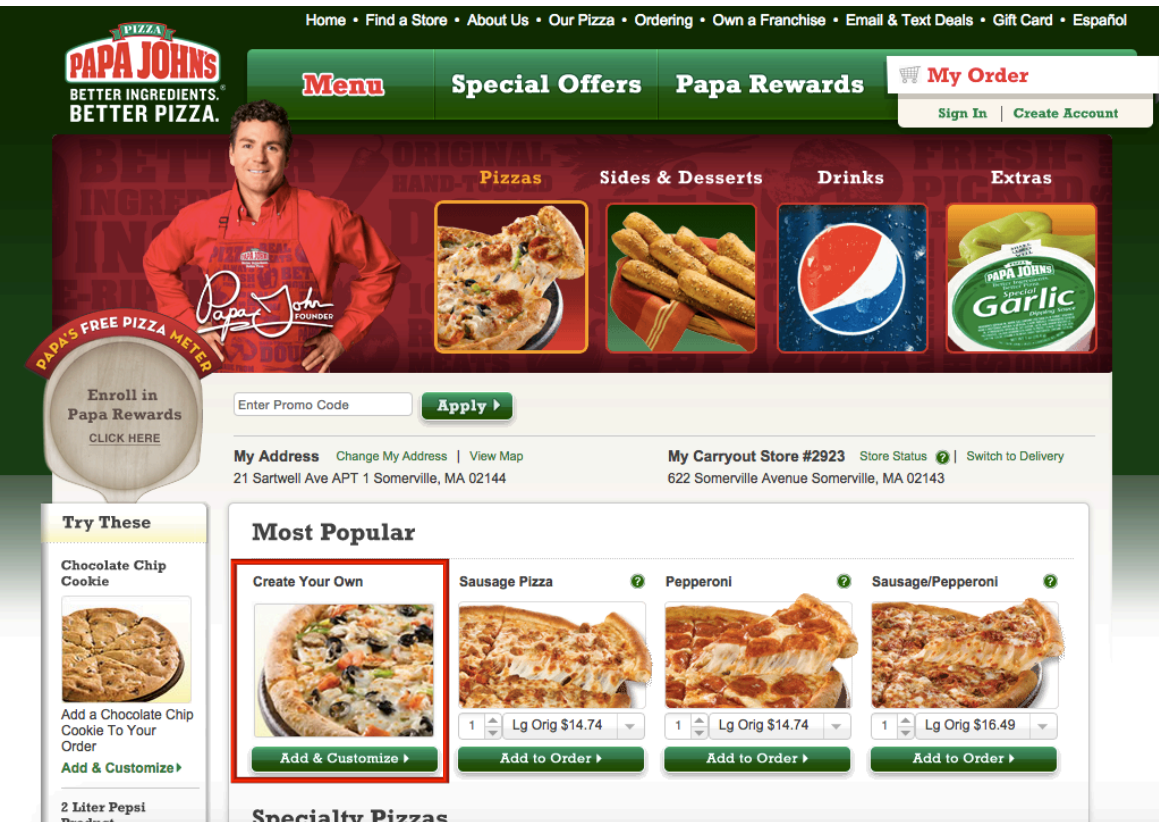 Home • Find a Store • About Us • Our Pizza • Ordering • Own a Franchise • Email & Text Deals • Gift Card • Español
PIZZA
PAPA JOHN'S
BETTER INGREDIENTS.®
BETTER PIZZA.
Menu
Special Offers
Papa Rewards
My Order
Sign In | Create Account
Pizzas
Sides & Desserts
Drinks
Extras
Papa John
FOUNDER
PAPA JOHNS
Special
Garlic
Dipping Sauce
PAPA'S FREE PIZZA METER
Enroll in
Papa Rewards
CLICK HERE
Enter Promo Code
Apply
My Address Change My Address | View Map
21 Sartwell Ave APT 1 Somerville, MA 02144
My Carryout Store #2923 Store Status ? | Switch to Delivery
622 Somerville Avenue Somerville, MA 02143
Try These
Chocolate Chip
Cookie
Add a Chocolate Chip
Cookie To Your
Order
Add & Customize
2 Liter Pepsi
Product
Most Popular
Create Your Own
Add & Customize
Sausage Pizza ?
1 Lg Orig $14.74
Add to Order
Pepperoni ?
1 Lg Orig $14.74
Add to Order
Sausage/Pepperoni ?
1 Lg Orig $16.49
Add to Order
Specialty Pizzas